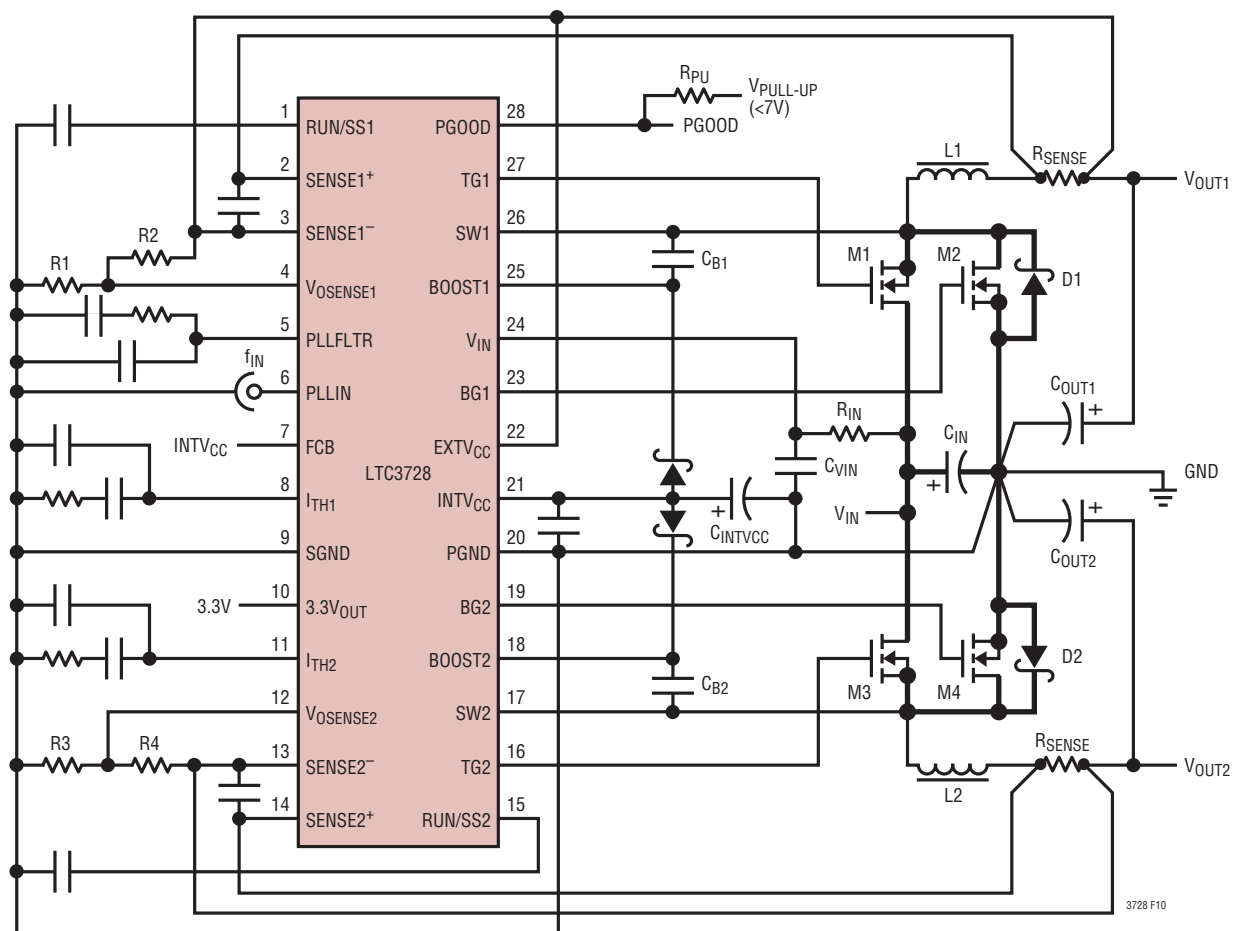 R_PU
V_PULL-UP
(<7V)
1 RUN/SS1
PGOOD 28
PGOOD
2 SENSE1+
TG1 27
L1
R_SENSE
V_OUT1
3 SENSE1–
SW1 26
R2
M1
M2
C_B1
D1
R1
4 V_OSENSE1
BOOST1 25
5 PLLFLTR
V_IN 24
f_IN
6 PLLIN
BG1 23
C_OUT1
+
R_IN
C_IN
+
INTV_CC
7 FCB
EXTV_CC 22
C_VIN
LTC3728
GND
8 I_TH1
INTV_CC 21
+
C_INTVCC
V_IN
+
C_OUT2
9 SGND
PGND 20
3.3V
10 3.3V_OUT
BG2 19
11 I_TH2
BOOST2 18
D2
C_B2
M3
M4
12 V_OSENSE2
SW2 17
R3
R4
13 SENSE2–
TG2 16
R_SENSE
V_OUT2
L2
14 SENSE2+
RUN/SS2 15
3728 F10